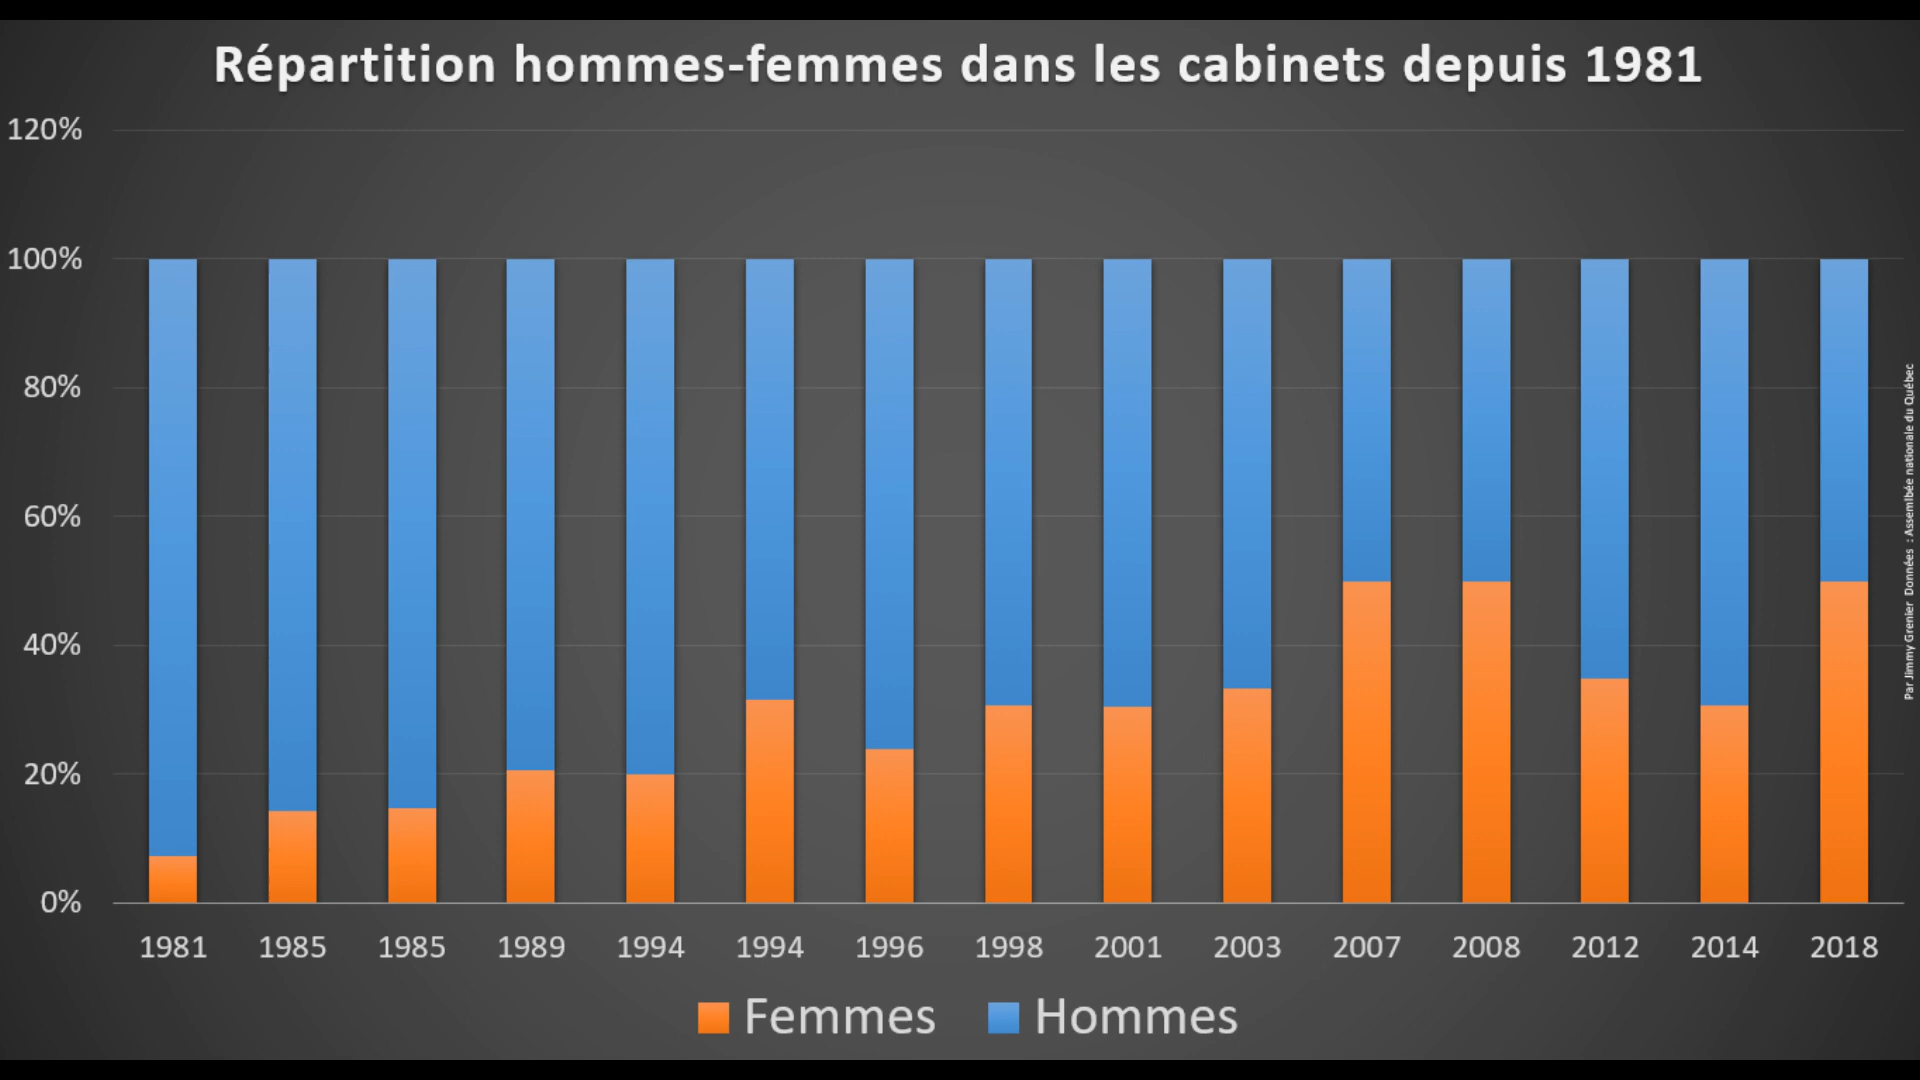 Répartition hommes-femmes dans les cabinets depuis 1981
120%
100%
80%
60%
40%
20%
0%
1981 1985 1985 1989 1994 1994 1996 1998 2001 2003 2007 2008 2012 2014 2018
Femmes Hommes
Par Jimmy Grenier Données : Assemlbée nationale du Québec